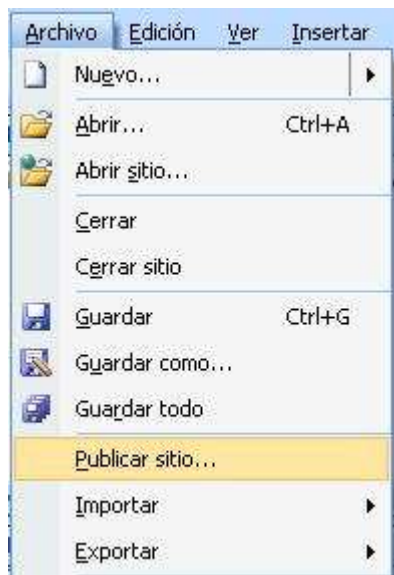 Archivo Edición Ver Insertar
Nuevo...
Abrir... Ctrl+A
Abrir sitio...
Cerrar
Cerrar sitio
Guardar Ctrl+G
Guardar como...
Guardar todo
Publicar sitio...
Importar
Exportar